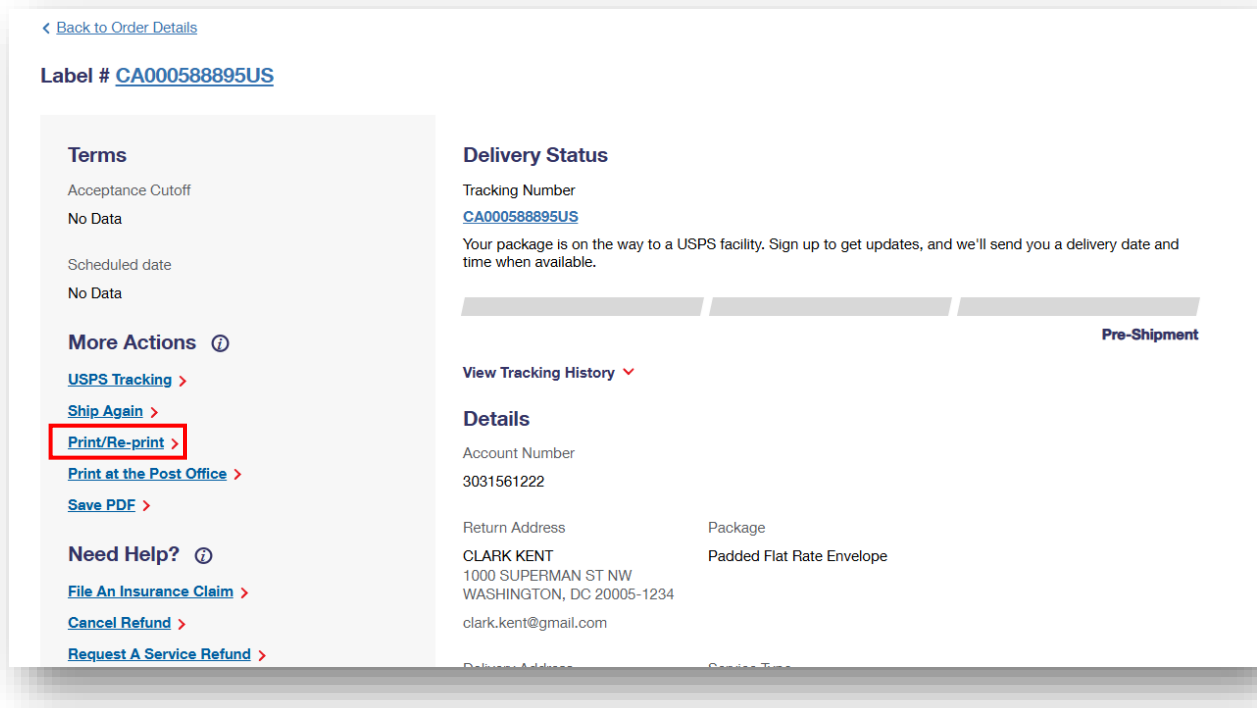 Back to Order Details
Label # CA000588895US
Terms
Acceptance Cutoff
No Data
Scheduled date
No Data
More Actions
USPS Tracking
Ship Again
Print/Re-print
Print at the Post Office
Save PDF
Need Help?
File An Insurance Claim
Cancel Refund
Request A Service Refund
Delivery Status
Tracking Number
CA000588895US
Your package is on the way to a USPS facility. Sign up to get updates, and we'll send you a delivery date and
time when available.
Pre-Shipment
View Tracking History
Details
Account Number
3031561222
Return Address
CLARK KENT
1000 SUPERMAN ST NW
WASHINGTON, DC 20005-1234
clark.kent@gmail.com
Package
Padded Flat Rate Envelope